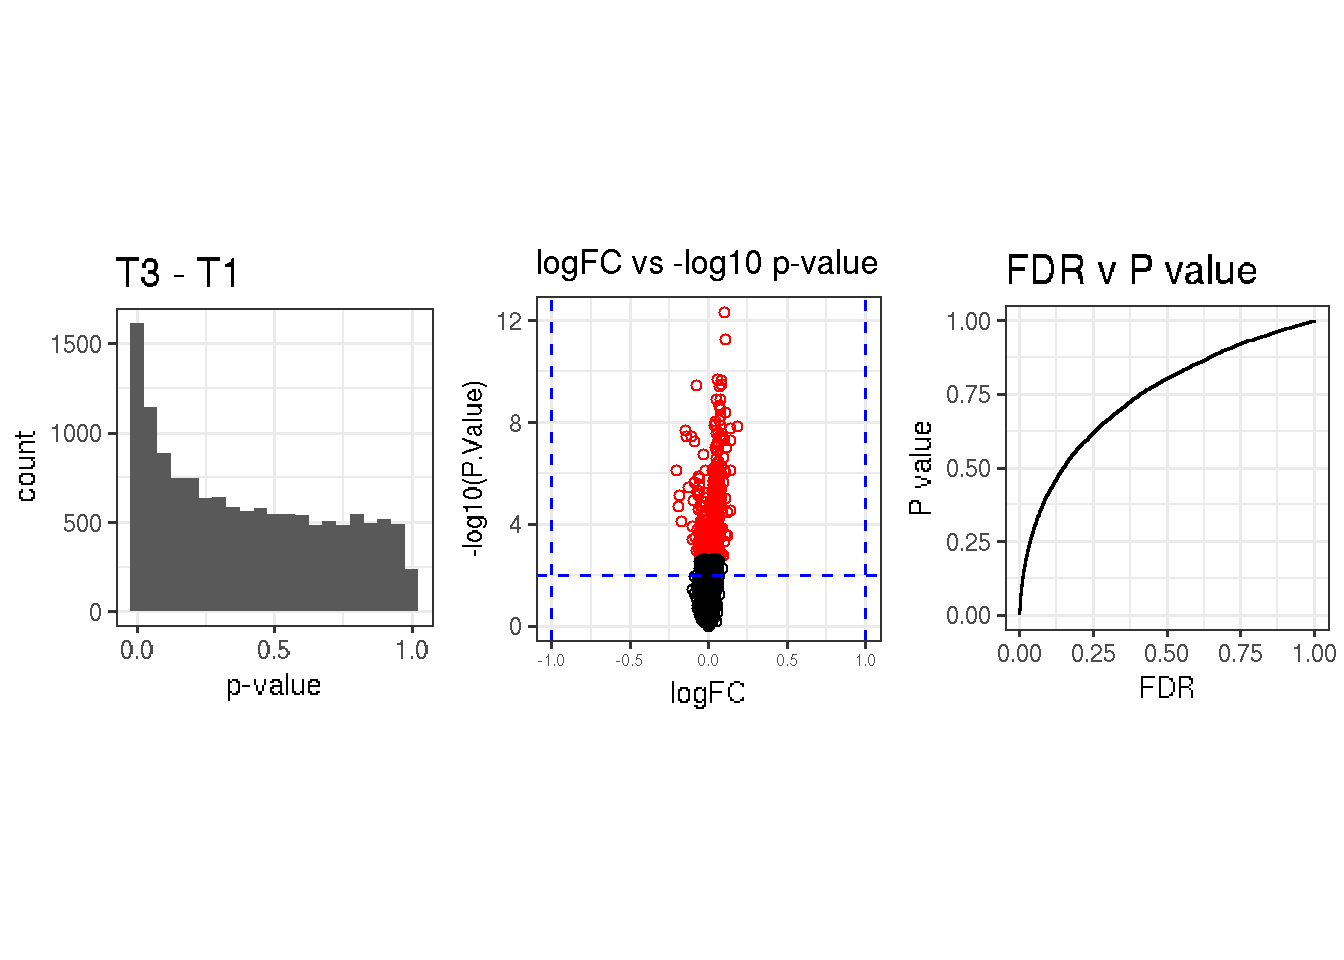 T3 - T1
count
1500
1000
500
0
0.0 0.5 1.0
p-value
logFC vs -log10 p-value
-log10(P.Value)
12
8
4
0
-1.0 -0.5 0.0 0.5 1.0
logFC
FDR v P value
P value
1.00
0.75
0.50
0.25
0.00
0.00 0.25 0.50 0.75 1.00
FDR